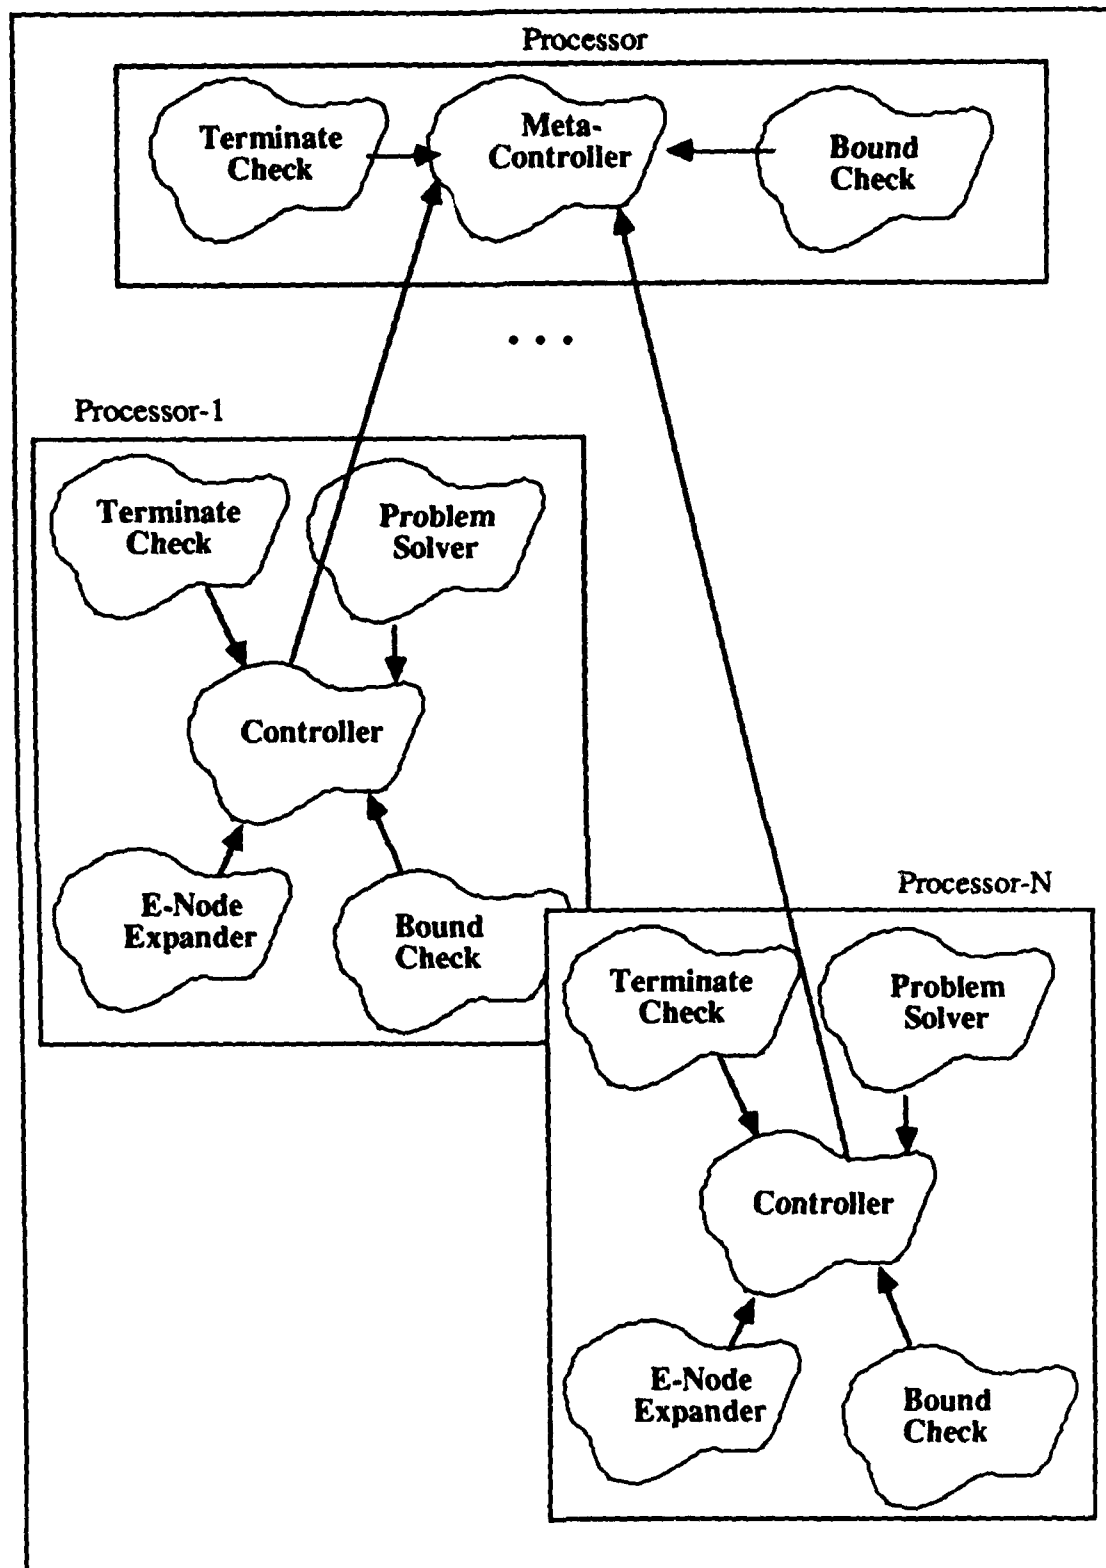 Processor
Terminate
Check
Meta-
Controller
Bound
Check
. . .
Processor-1
Terminate
Check
Problem
Solver
Controller
E-Node
Expander
Bound
Check
Processor-N
Terminate
Check
Problem
Solver
Controller
E-Node
Expander
Bound
Check